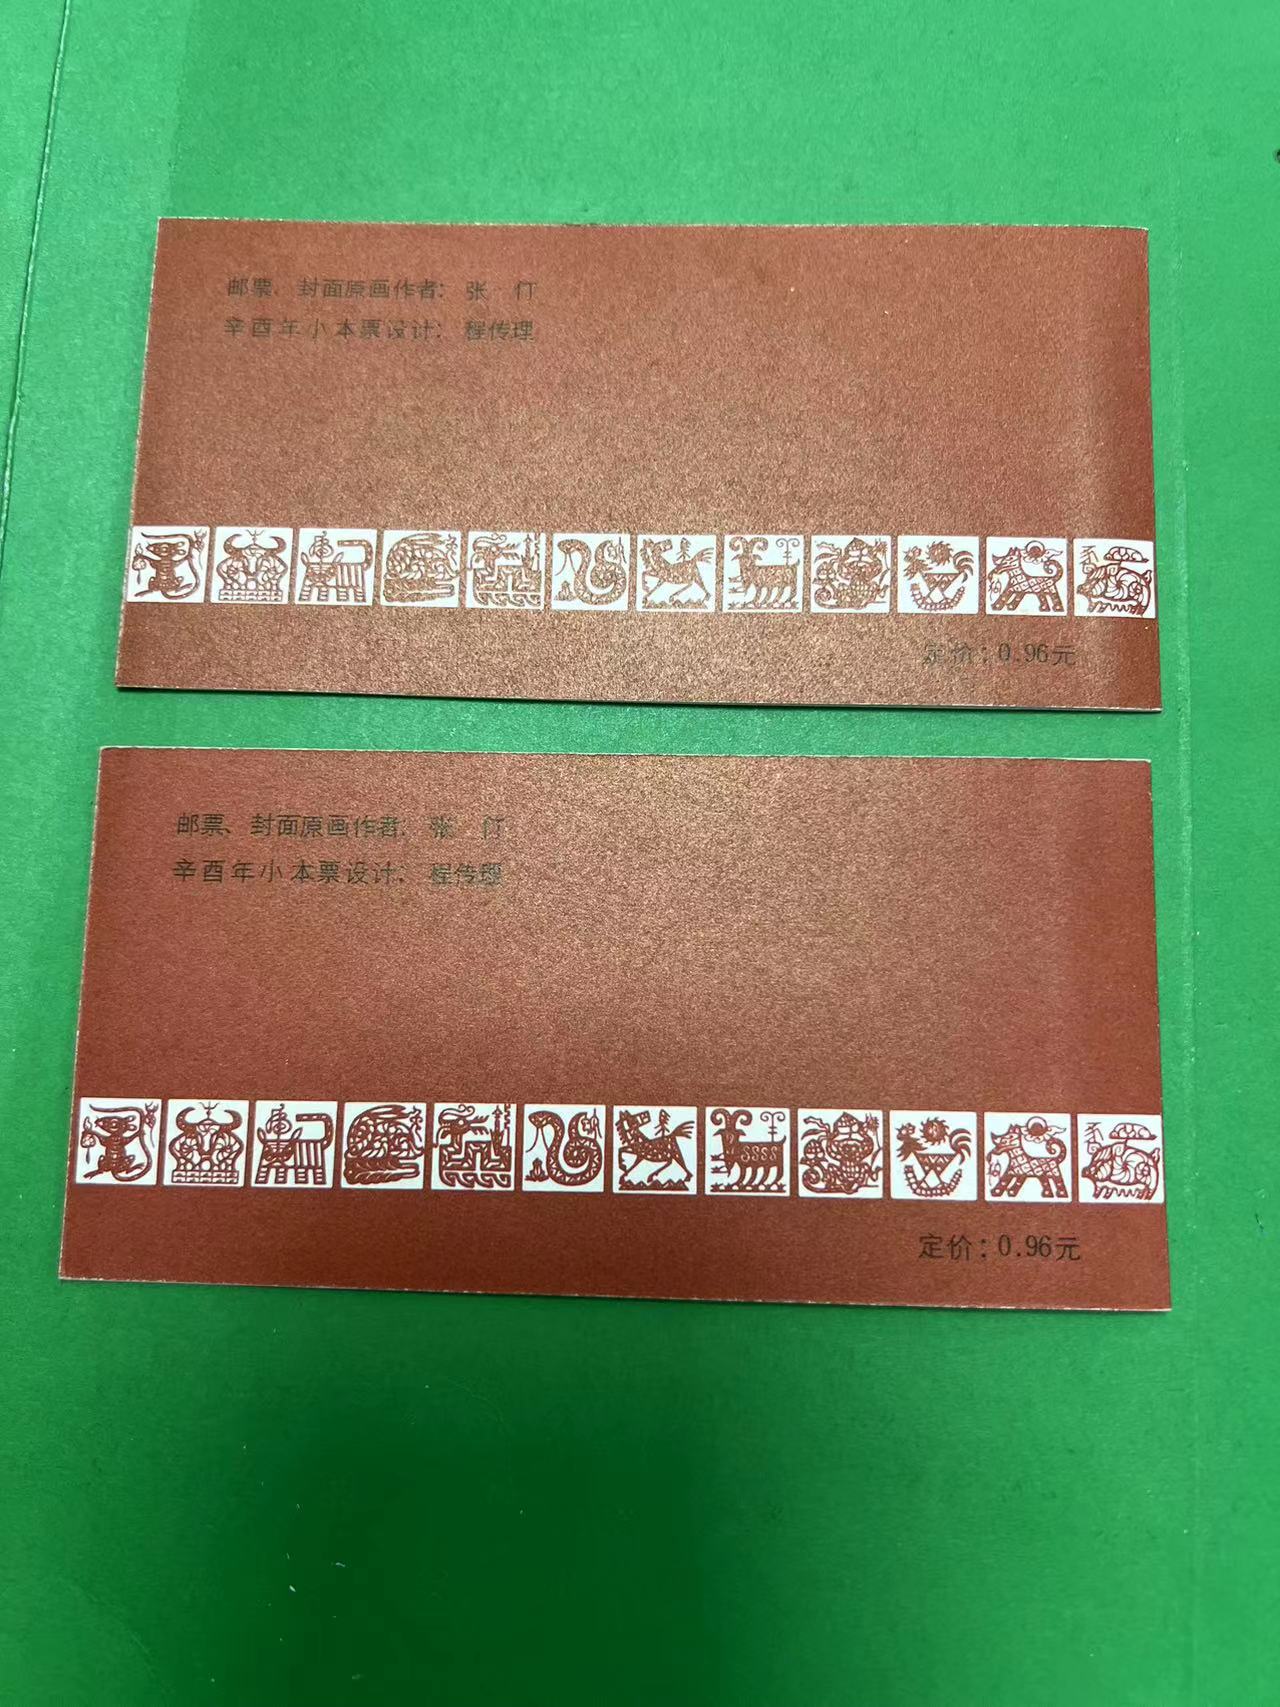 邮票、封面原画作者：张　仃
辛酉年小本票设计：程传理
定价：0.96元
邮票、封面原画作者：张　仃
辛酉年小本票设计：程传理
定价：0.96元